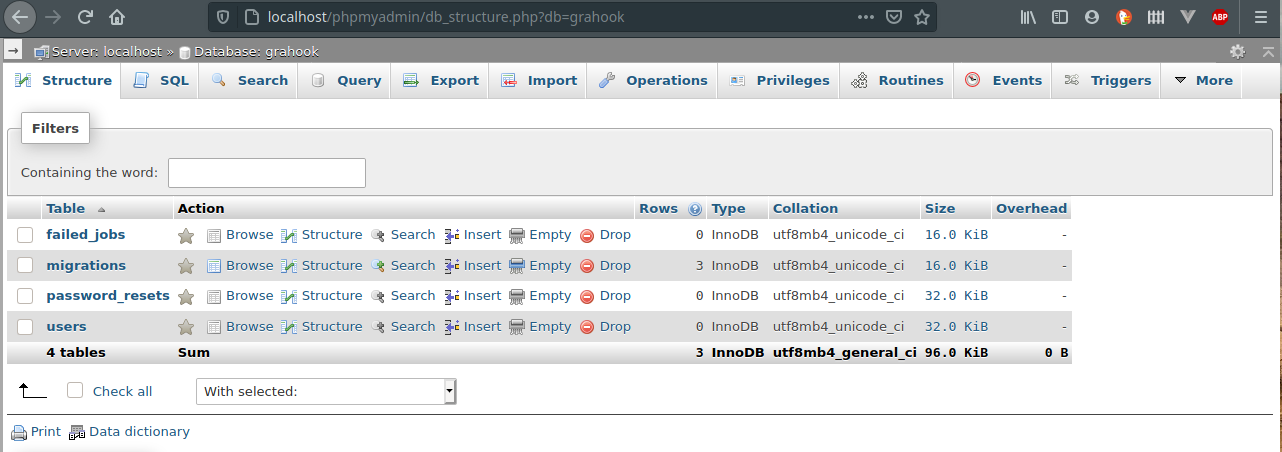 localhost/phpmyadmin/db_structure.php?db=grahook
ABP
Server: localhost » Database: grahook
Structure SQL Search Query Export Import Operations Privileges Routines Events Triggers More
Filters
Containing the word:
Table Action Rows Type Collation Size Overhead
failed_jobs Browse Structure Search Insert Empty Drop 0 InnoDB utf8mb4_unicode_ci 16.0 KiB -
migrations Browse Structure Search Insert Empty Drop 3 InnoDB utf8mb4_unicode_ci 16.0 KiB -
password_resets Browse Structure Search Insert Empty Drop 0 InnoDB utf8mb4_unicode_ci 32.0 KiB -
users Browse Structure Search Insert Empty Drop 0 InnoDB utf8mb4_unicode_ci 32.0 KiB -
4 tables Sum 3 InnoDB utf8mb4_general_ci 96.0 KiB 0 B
Check all With selected:
Print Data dictionary